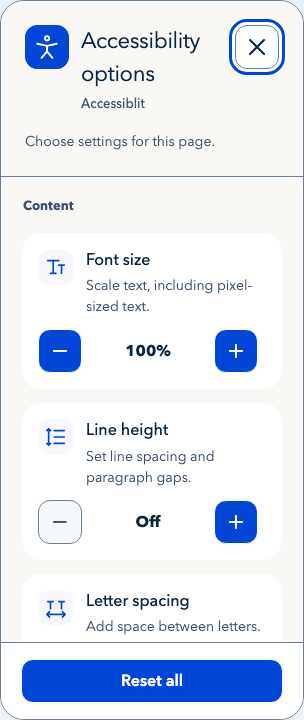 Accessibility
options
Accessiblit
Choose settings for this page.
Content
Font size
Scale text, including pixel-
sized text.
100%
Line height
Set line spacing and
paragraph gaps.
Off
Letter spacing
Add space between letters.
Reset all